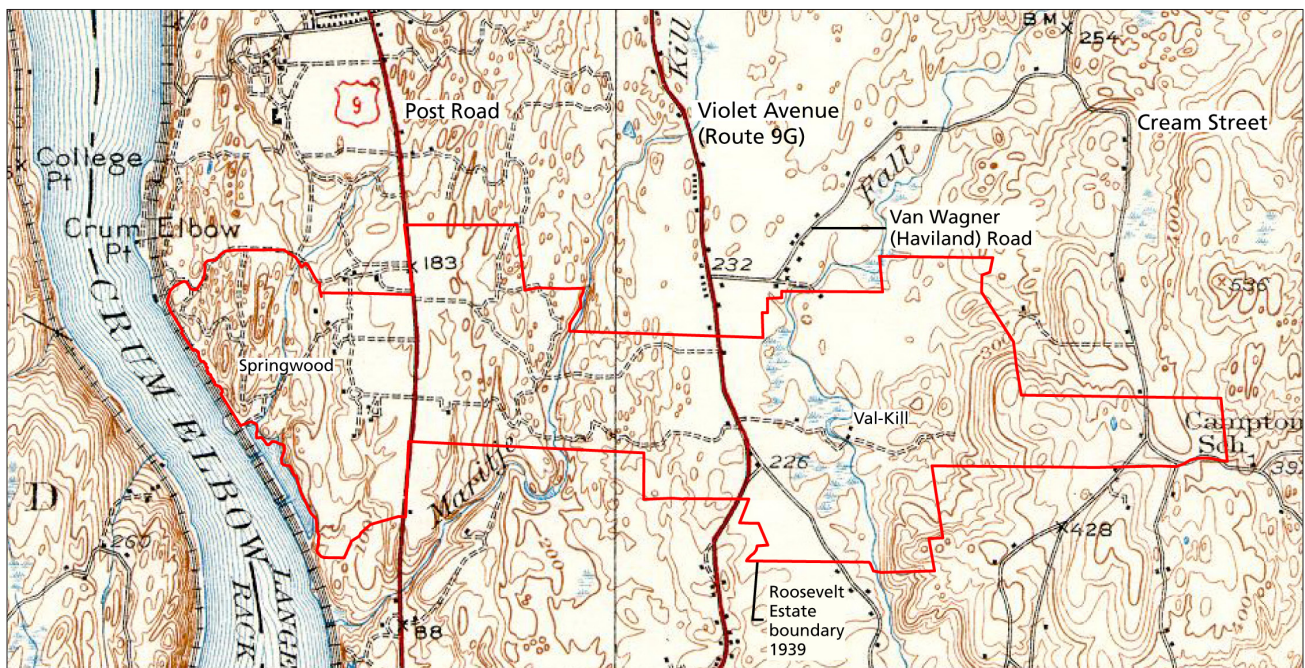 BM
254
Kill
9
Post Road
Violet Avenue
(Route 9G)
Cream Street
College
Pt
Fall
Crum Elbow
Pt
Van Wagner
(Haviland) Road
183
232
536
CRUM ELBOW
300
Springwood
Val-Kill
Campton
Sch.
Maritje
226
392
D
428
260
200
LANGE
RACK
Roosevelt
Estate
boundary
1939
88